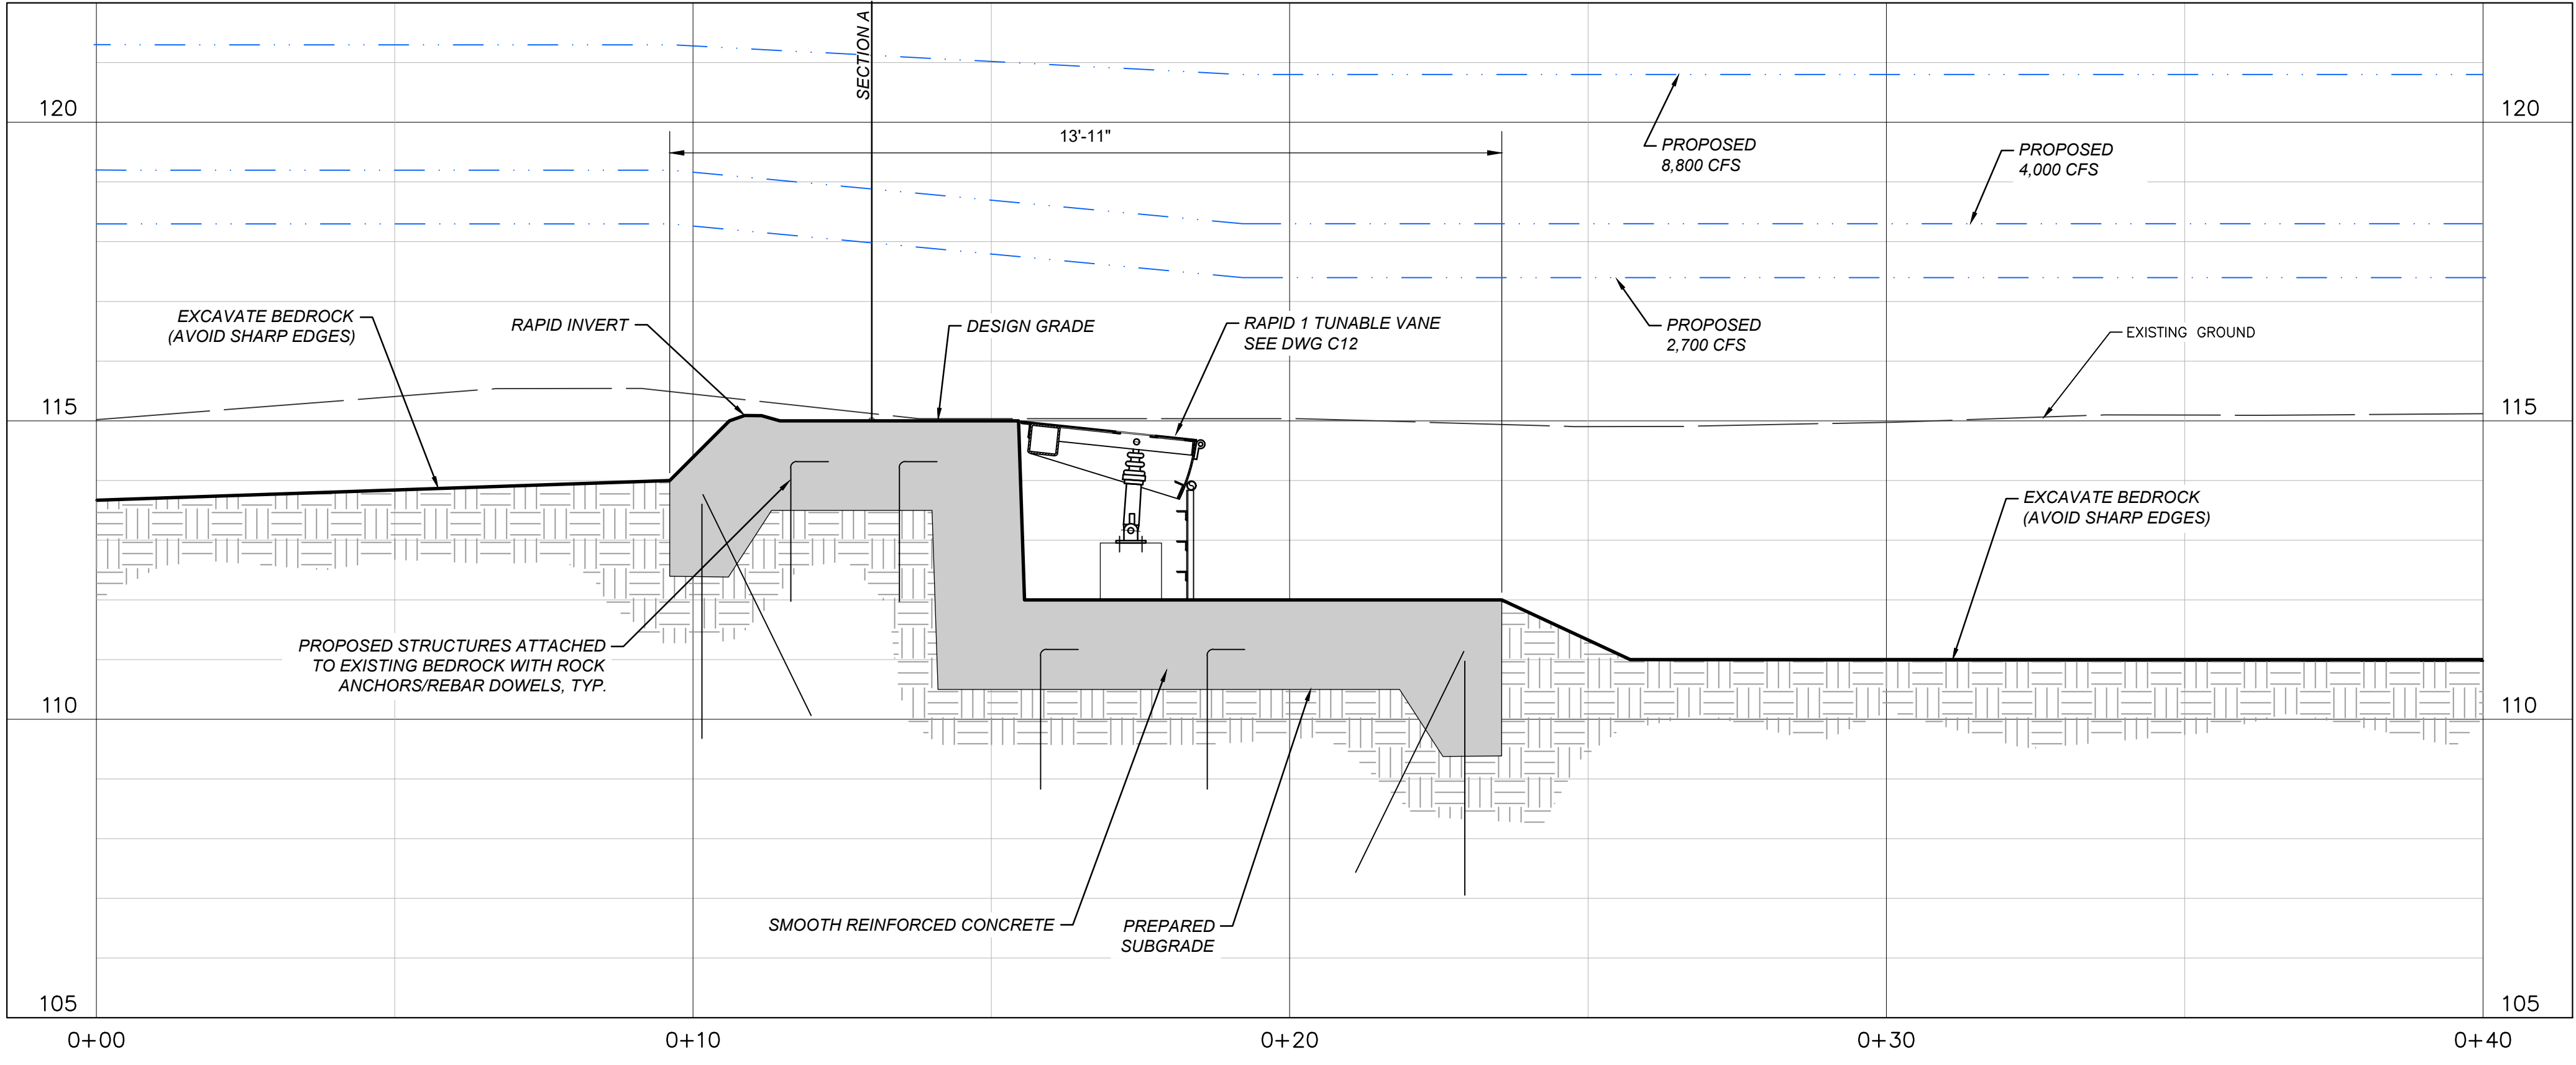 SECTION A
120
120
13'-11"
PROPOSED
8,800 CFS
PROPOSED
4,000 CFS
EXCAVATE BEDROCK
(AVOID SHARP EDGES)
RAPID INVERT
DESIGN GRADE
RAPID 1 TUNABLE VANE
SEE DWG C12
PROPOSED
2,700 CFS
EXISTING GROUND
115
115
EXCAVATE BEDROCK
(AVOID SHARP EDGES)
PROPOSED STRUCTURES ATTACHED
TO EXISTING BEDROCK WITH ROCK
ANCHORS/REBAR DOWELS, TYP.
110
110
SMOOTH REINFORCED CONCRETE
PREPARED
SUBGRADE
105
105
0+00
0+10
0+20
0+30
0+40